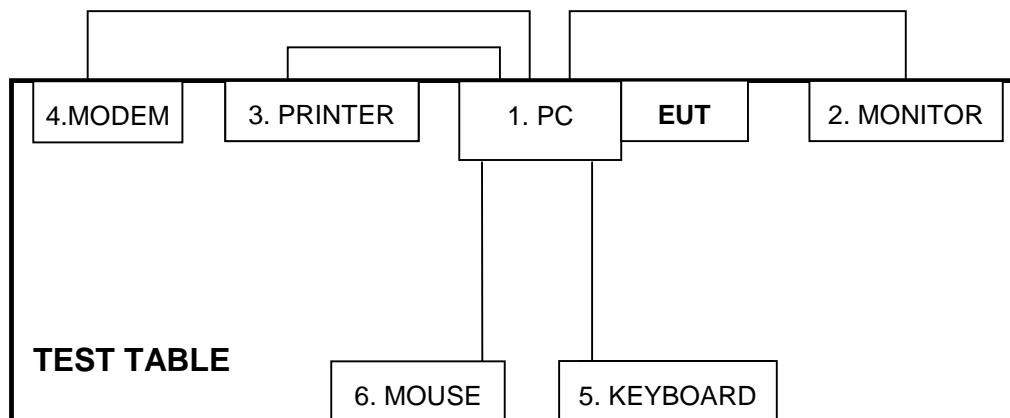 4.MODEM
3. PRINTER
1. PC
EUT
2. MONITOR
TEST TABLE
6. MOUSE
5. KEYBOARD